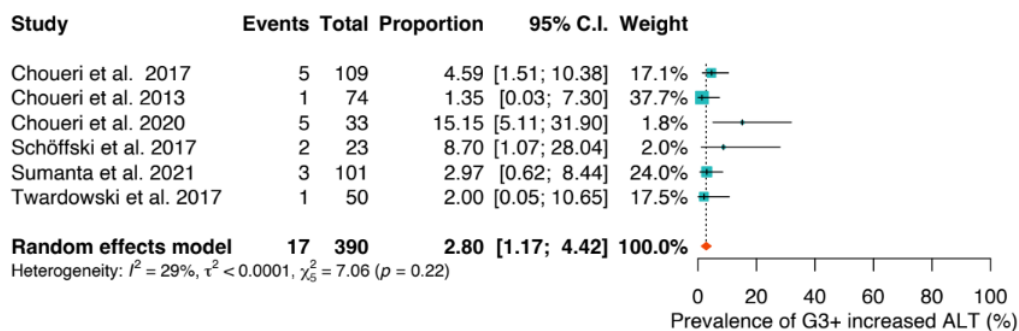 Study Events Total Proportion 95% C.I. Weight
Choueri et al. 2017 5 109 4.59 [1.51; 10.38] 17.1%
Choueri et al. 2013 1 74 1.35 [0.03; 7.30] 37.7%
Choueri et al. 2020 5 33 15.15 [5.11; 31.90] 1.8%
Schöffski et al. 2017 2 23 8.70 [1.07; 28.04] 2.0%
Sumanta et al. 2021 3 101 2.97 [0.62; 8.44] 24.0%
Twardowski et al. 2017 1 50 2.00 [0.05; 10.65] 17.5%
Random effects model 17 390 2.80 [1.17; 4.42] 100.0%
Heterogeneity: I² = 29%, τ² < 0.0001, χ²₅ = 7.06 (p = 0.22)
0 20 40 60 80 100
Prevalence of G3+ increased ALT (%)